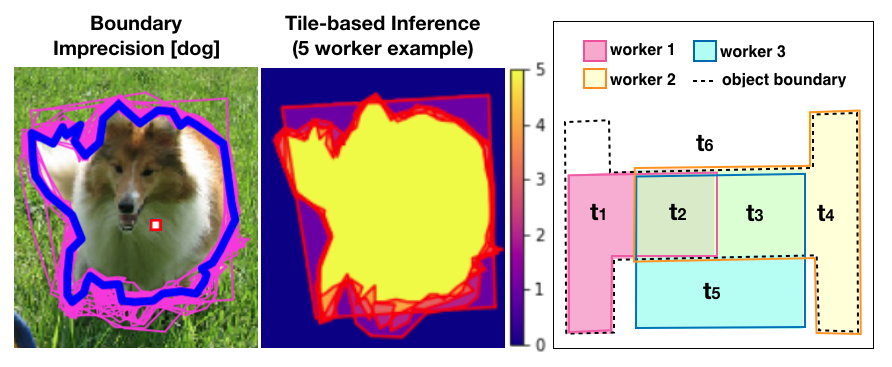 Boundary
Imprecision [dog]
Tile-based Inference
(5 worker example)
5
4
3
2
1
0
worker 1
worker 3
worker 2
object boundary
t6
t1
t2
t3
t4
t5